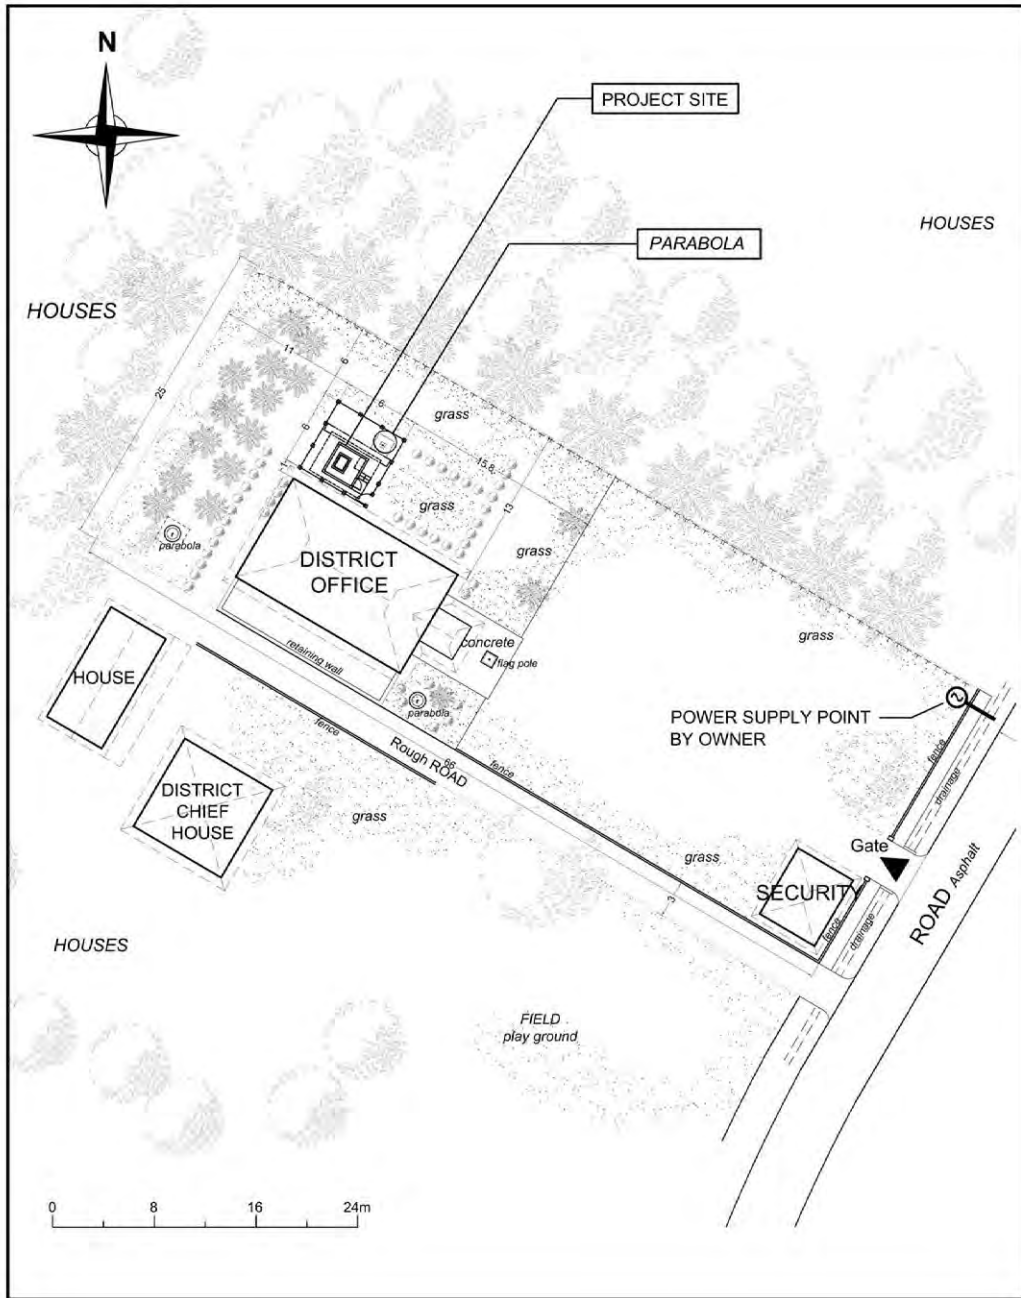 N
PROJECT SITE
PARABOLA
HOUSES
HOUSES
25
11
6
6
6
grass
15.8
13
grass
grass
parabola
DISTRICT
OFFICE
retaining wall
concrete
flag pole
parabola
grass
HOUSE
fence
Rough ROAD
66
fence
POWER SUPPLY POINT
BY OWNER
fence
drainage
DISTRICT
CHIEF
HOUSE
grass
grass
Gate
SECURITY
3
fence
drainage
ROAD Asphalt
HOUSES
FIELD
play ground
0 8 16 24m